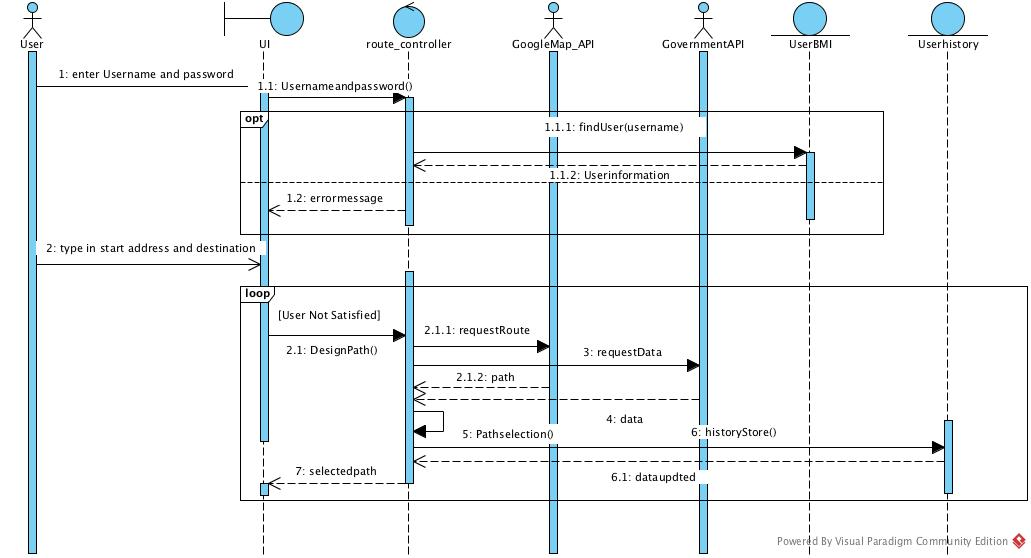 User
UI
route_controller
GoogleMap_API
GovernmentAPI
UserBMI
Userhistory
1: enter Username and password
1.1: Usernameandpassword()
opt
1.1.1: findUser(username)
1.1.2: Userinformation
1.2: errormessage
2: type in start address and destination
loop
[User Not Satisfied]
2.1.1: requestRoute
2.1: DesignPath()
3: requestData
2.1.2: path
4: data
5: Pathselection()
6: historyStore()
7: selectedpath
6.1: dataupdted
Powered By Visual Paradigm Community Edition